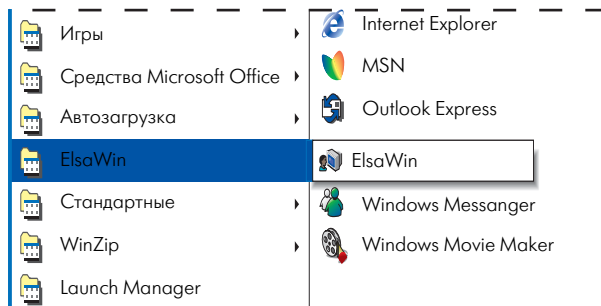 Игры
Средства Microsoft Office
Автозагрузка
ElsaWin
Стандартные
WinZip
Launch Manager
Internet Explorer
MSN
Outlook Express
ElsaWin
Windows Messanger
Windows Movie Maker